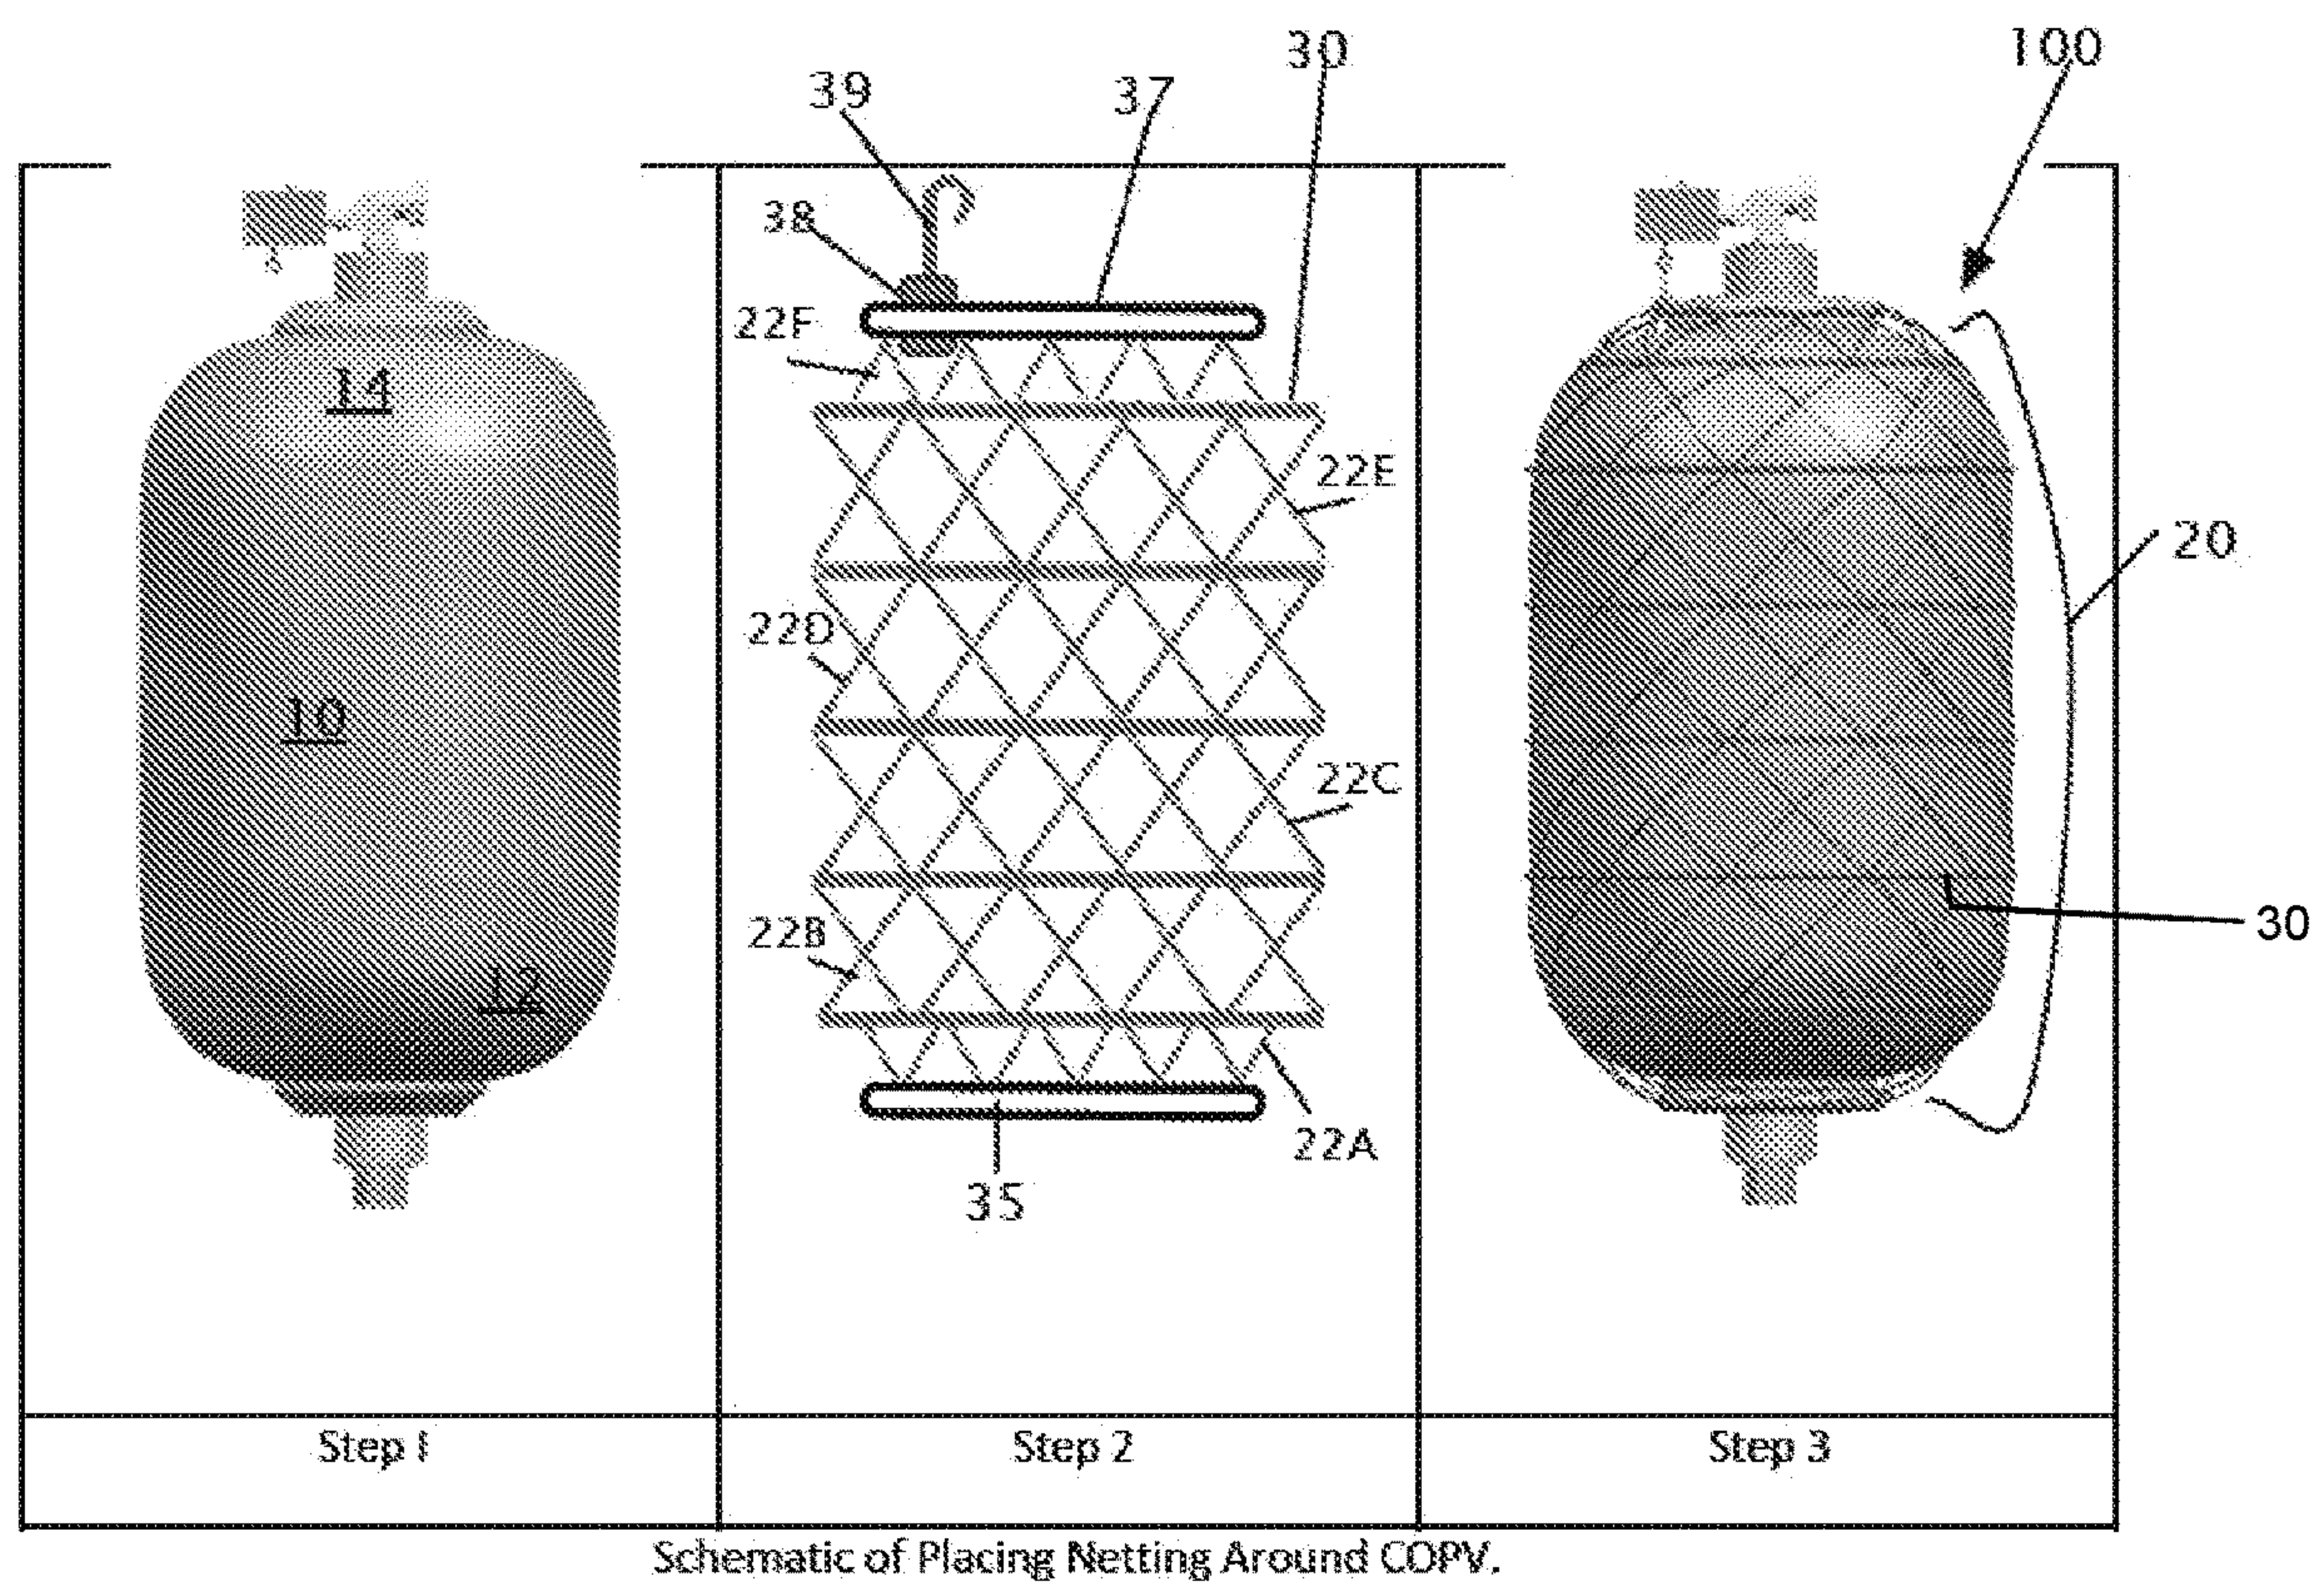 100
30
39
37
38
22F
14
22E
20
22D
10
22C
30
22B
12
22A
35
Step 1
Step 2
Step 3
Schematic of Placing Netting Around COPV.